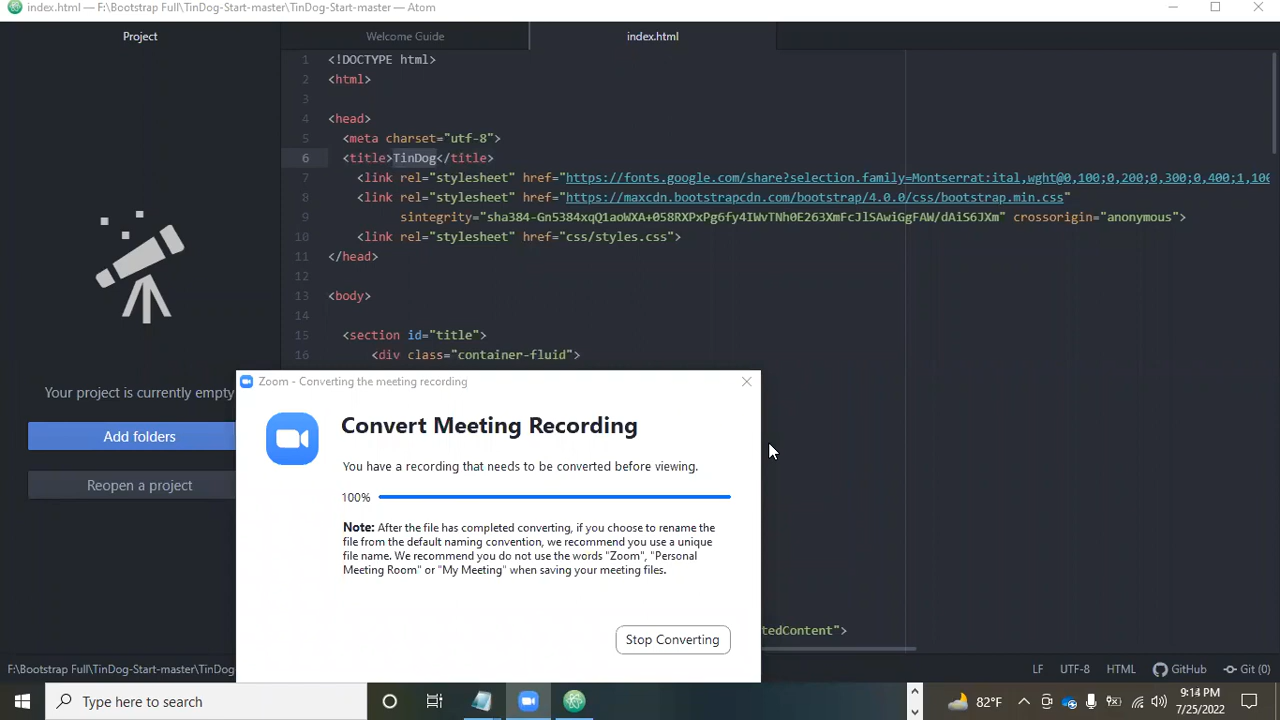 index.html — F:\Bootstrap Full\TinDog-Start-master\TinDog-Start-master — Atom
Project
Welcome Guide
index.html
1 <!DOCTYPE html>
2 <html>
3
4 <head>
5 <meta charset="utf-8">
6 <title>TinDog</title>
7 <link rel="stylesheet" href="https://fonts.google.com/share?selection.family=Montserrat:ital,wght@0,100;0,200;0,300;0,400;1,100
8 <link rel="stylesheet" href="https://maxcdn.bootstrapcdn.com/bootstrap/4.0.0/css/bootstrap.min.css"
9 sintegrity="sha384-Gn5384xqQ1aoWXA+058RXPxPg6fy4IWvTNh0E263XmFcJlSAwiGgFAW/dAiS6JXm" crossorigin="anonymous">
10 <link rel="stylesheet" href="css/styles.css">
11 </head>
12
13 <body>
14
15 <section id="title">
16 <div class="container-fluid">
Your project is currently empty
Add folders
Reopen a project
Zoom - Converting the meeting recording
Convert Meeting Recording
You have a recording that needs to be converted before viewing.
100%
Note: After the file has completed converting, if you choose to rename the
file from the default naming convention, we recommend you use a unique
file name. We recommend you do not use the words "Zoom", "Personal
Meeting Room" or "My Meeting" when saving your meeting files.
Stop Converting
tedContent">
F:\Bootstrap Full\TinDog-Start-master\TinDog
LF UTF-8 HTML GitHub Git (0)
Type here to search
82°F
9:14 PM
7/25/2022